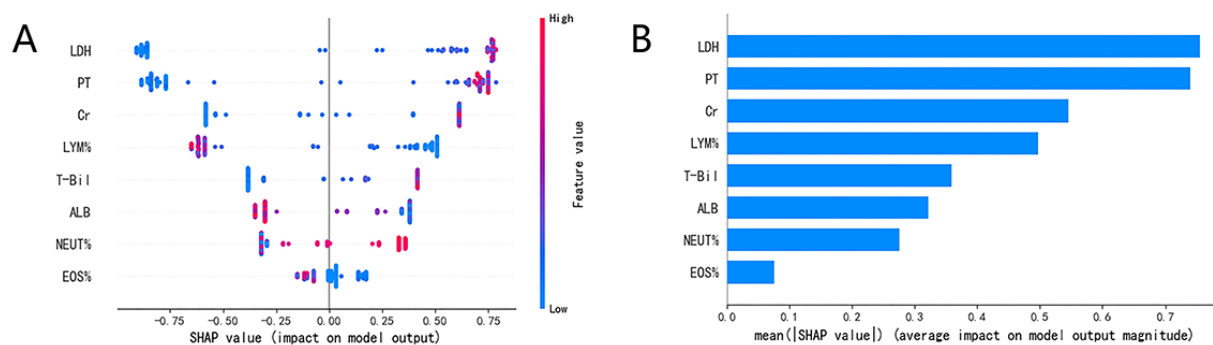 A
LDH
PT
Cr
LYM%
T-Bil
ALB
NEUT%
EOS%
-0.75
-0.50
-0.25
0.00
0.25
0.50
0.75
SHAP value (impact on model output)
High
Feature value
Low
B
LDH
PT
Cr
LYM%
T-Bil
ALB
NEUT%
EOS%
0.0
0.1
0.2
0.3
0.4
0.5
0.6
0.7
mean(|SHAP value|) (average impact on model output magnitude)